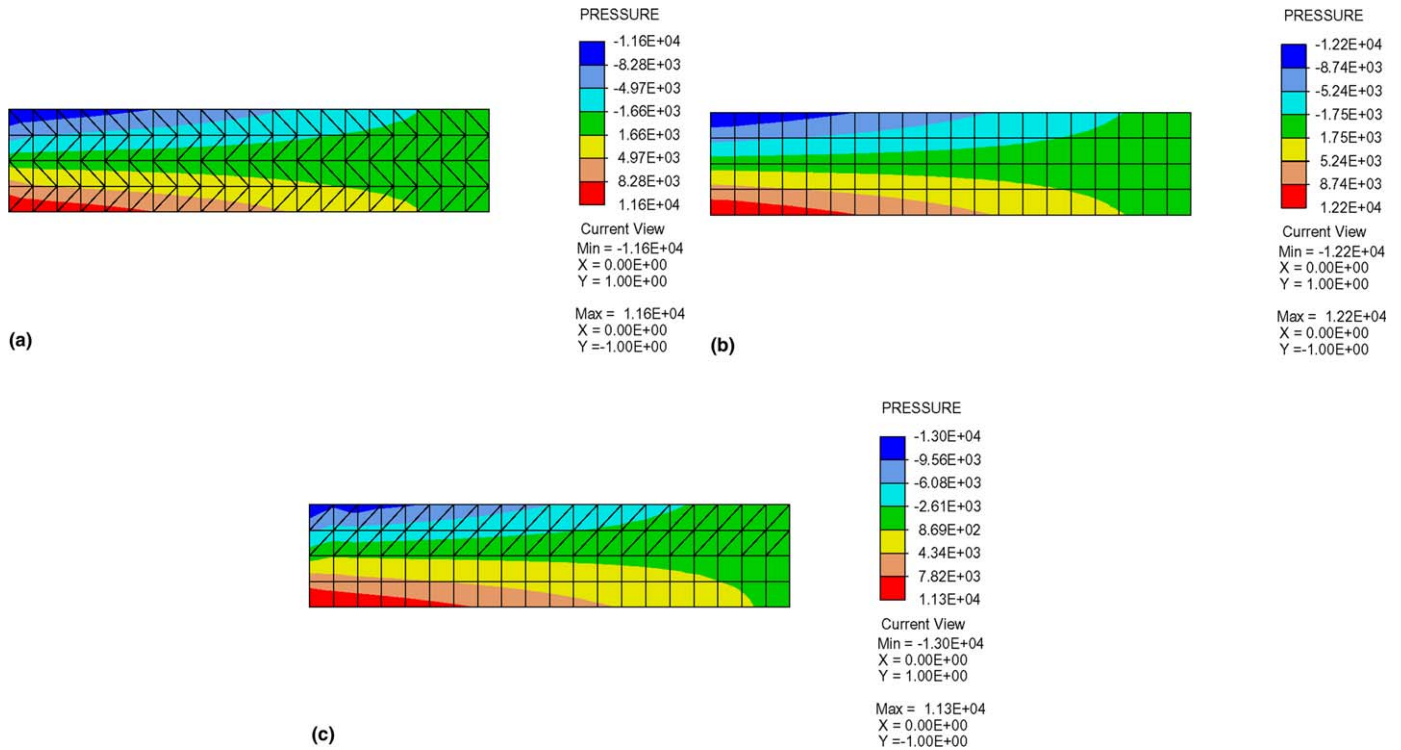 PRESSURE
-1.16E+04
-8.28E+03
-4.97E+03
-1.66E+03
1.66E+03
4.97E+03
8.28E+03
1.16E+04
Current View
Min = -1.16E+04
X = 0.00E+00
Y = 1.00E+00
Max = 1.16E+04
X = 0.00E+00
Y =-1.00E+00
(a)
PRESSURE
-1.22E+04
-8.74E+03
-5.24E+03
-1.75E+03
1.75E+03
5.24E+03
8.74E+03
1.22E+04
Current View
Min = -1.22E+04
X = 0.00E+00
Y = 1.00E+00
Max = 1.22E+04
X = 0.00E+00
Y =-1.00E+00
(b)
PRESSURE
-1.30E+04
-9.56E+03
-6.08E+03
-2.61E+03
8.69E+02
4.34E+03
7.82E+03
1.13E+04
Current View
Min = -1.30E+04
X = 0.00E+00
Y = 1.00E+00
Max = 1.13E+04
X = 0.00E+00
Y =-1.00E+00
(c)